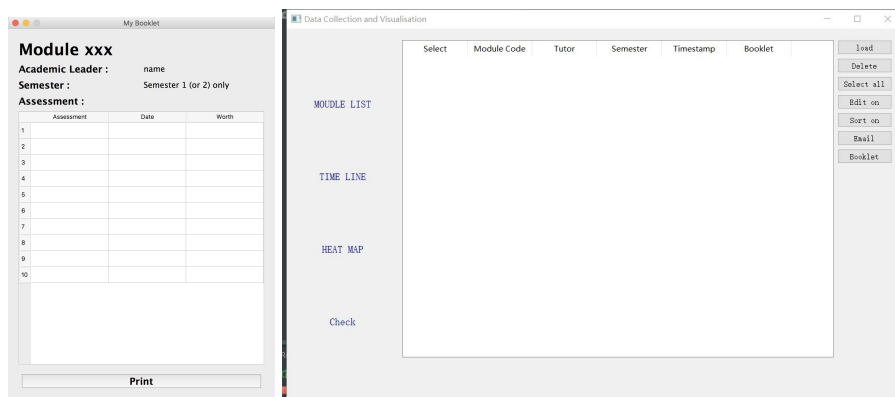 My Booklet
Module xxx
Academic Leader : name
Semester : Semester 1 (or 2) only
Assessment :
Assessment Date Worth
1
2
3
4
5
6
7
8
9
10
Print
Data Collection and Visualisation
Select Module Code Tutor Semester Timestamp Booklet
MOUDLE LIST
TIME LINE
HEAT MAP
Check
load
Delete
Select all
Edit on
Sort on
Email
Booklet